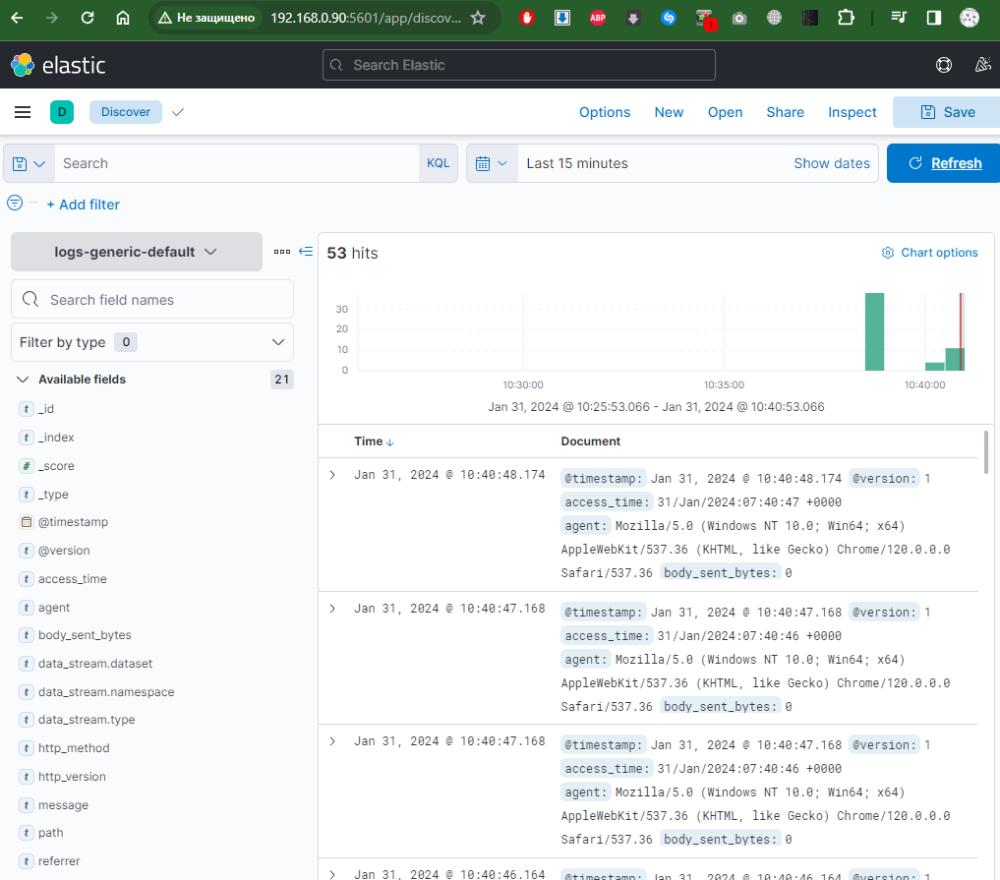 Не защищено 192.168.0.90:5601/app/discov...
ABP
?
elastic
Search Elastic
D Discover Options New Open Share Inspect Save
Search KQL Last 15 minutes Show dates Refresh
+ Add filter
logs-generic-default
53 hits Chart options
Search field names
Filter by type 0
Available fields 21
t _id
t _index
# _score
t _type
@timestamp
t @version
t access_time
t agent
t body_sent_bytes
t data_stream.dataset
t data_stream.namespace
t data_stream.type
t http_method
t http_version
t message
t path
t referrer
30
20
10
0
10:30:00 10:35:00 10:40:00
Jan 31, 2024 @ 10:25:53.066 - Jan 31, 2024 @ 10:40:53.066
Time Document
Jan 31, 2024 @ 10:40:48.174 @timestamp: Jan 31, 2024 @ 10:40:48.174 @version: 1
access_time: 31/Jan/2024:07:40:47 +0000
agent: Mozilla/5.0 (Windows NT 10.0; Win64; x64)
AppleWebKit/537.36 (KHTML, like Gecko) Chrome/120.0.0.0
Safari/537.36 body_sent_bytes: 0
Jan 31, 2024 @ 10:40:47.168 @timestamp: Jan 31, 2024 @ 10:40:47.168 @version: 1
access_time: 31/Jan/2024:07:40:46 +0000
agent: Mozilla/5.0 (Windows NT 10.0; Win64; x64)
AppleWebKit/537.36 (KHTML, like Gecko) Chrome/120.0.0.0
Safari/537.36 body_sent_bytes: 0
Jan 31, 2024 @ 10:40:47.168 @timestamp: Jan 31, 2024 @ 10:40:47.168 @version: 1
access_time: 31/Jan/2024:07:40:46 +0000
agent: Mozilla/5.0 (Windows NT 10.0; Win64; x64)
AppleWebKit/537.36 (KHTML, like Gecko) Chrome/120.0.0.0
Safari/537.36 body_sent_bytes: 0
Jan 31, 2024 @ 10:40:46.164 @timestamp: Jan 31, 2024 @ 10:40:46.164 @version: 1